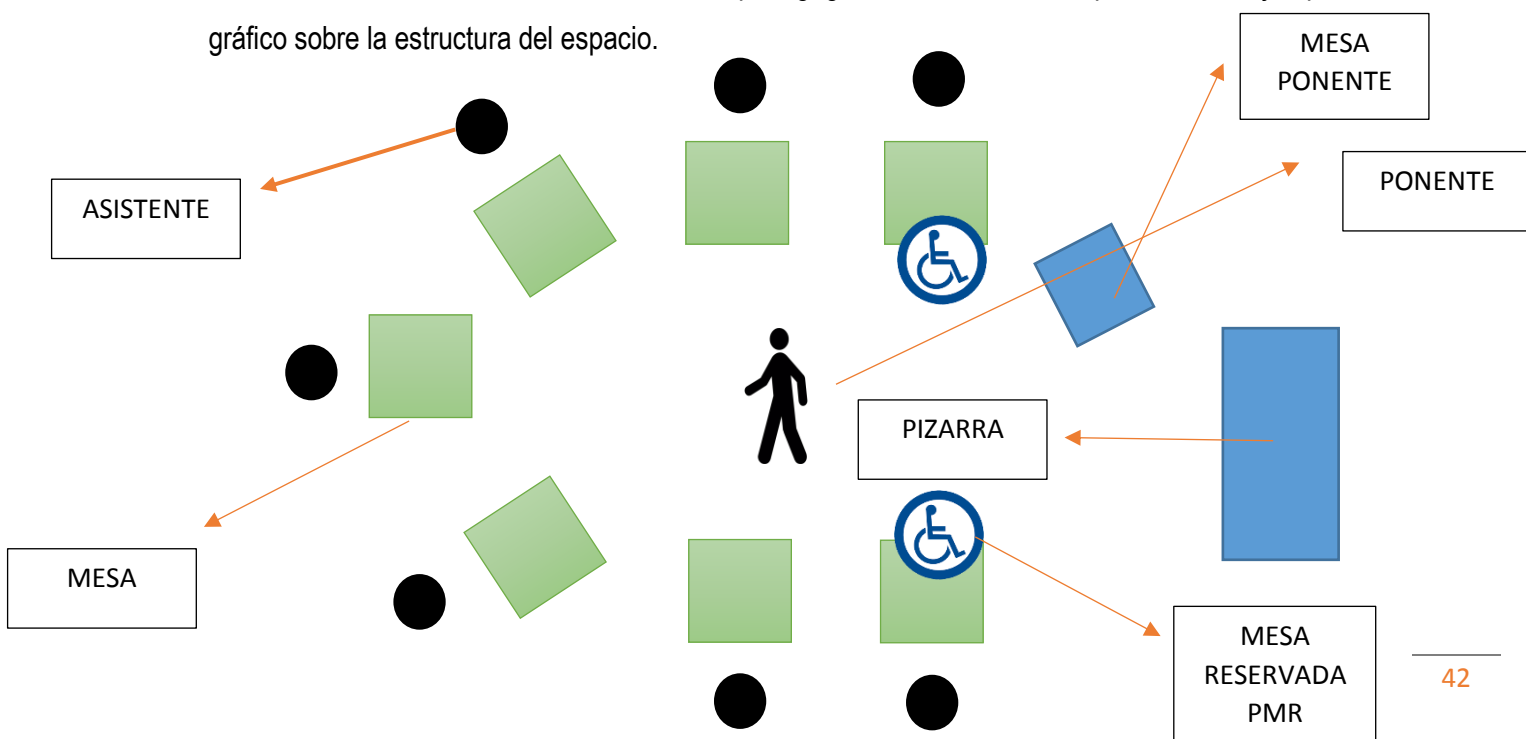 gráfico sobre la estructura del espacio.
MESA
PONENTE
PONENTE
ASISTENTE
PIZARRA
MESA
MESA
RESERVADA
PMR
42